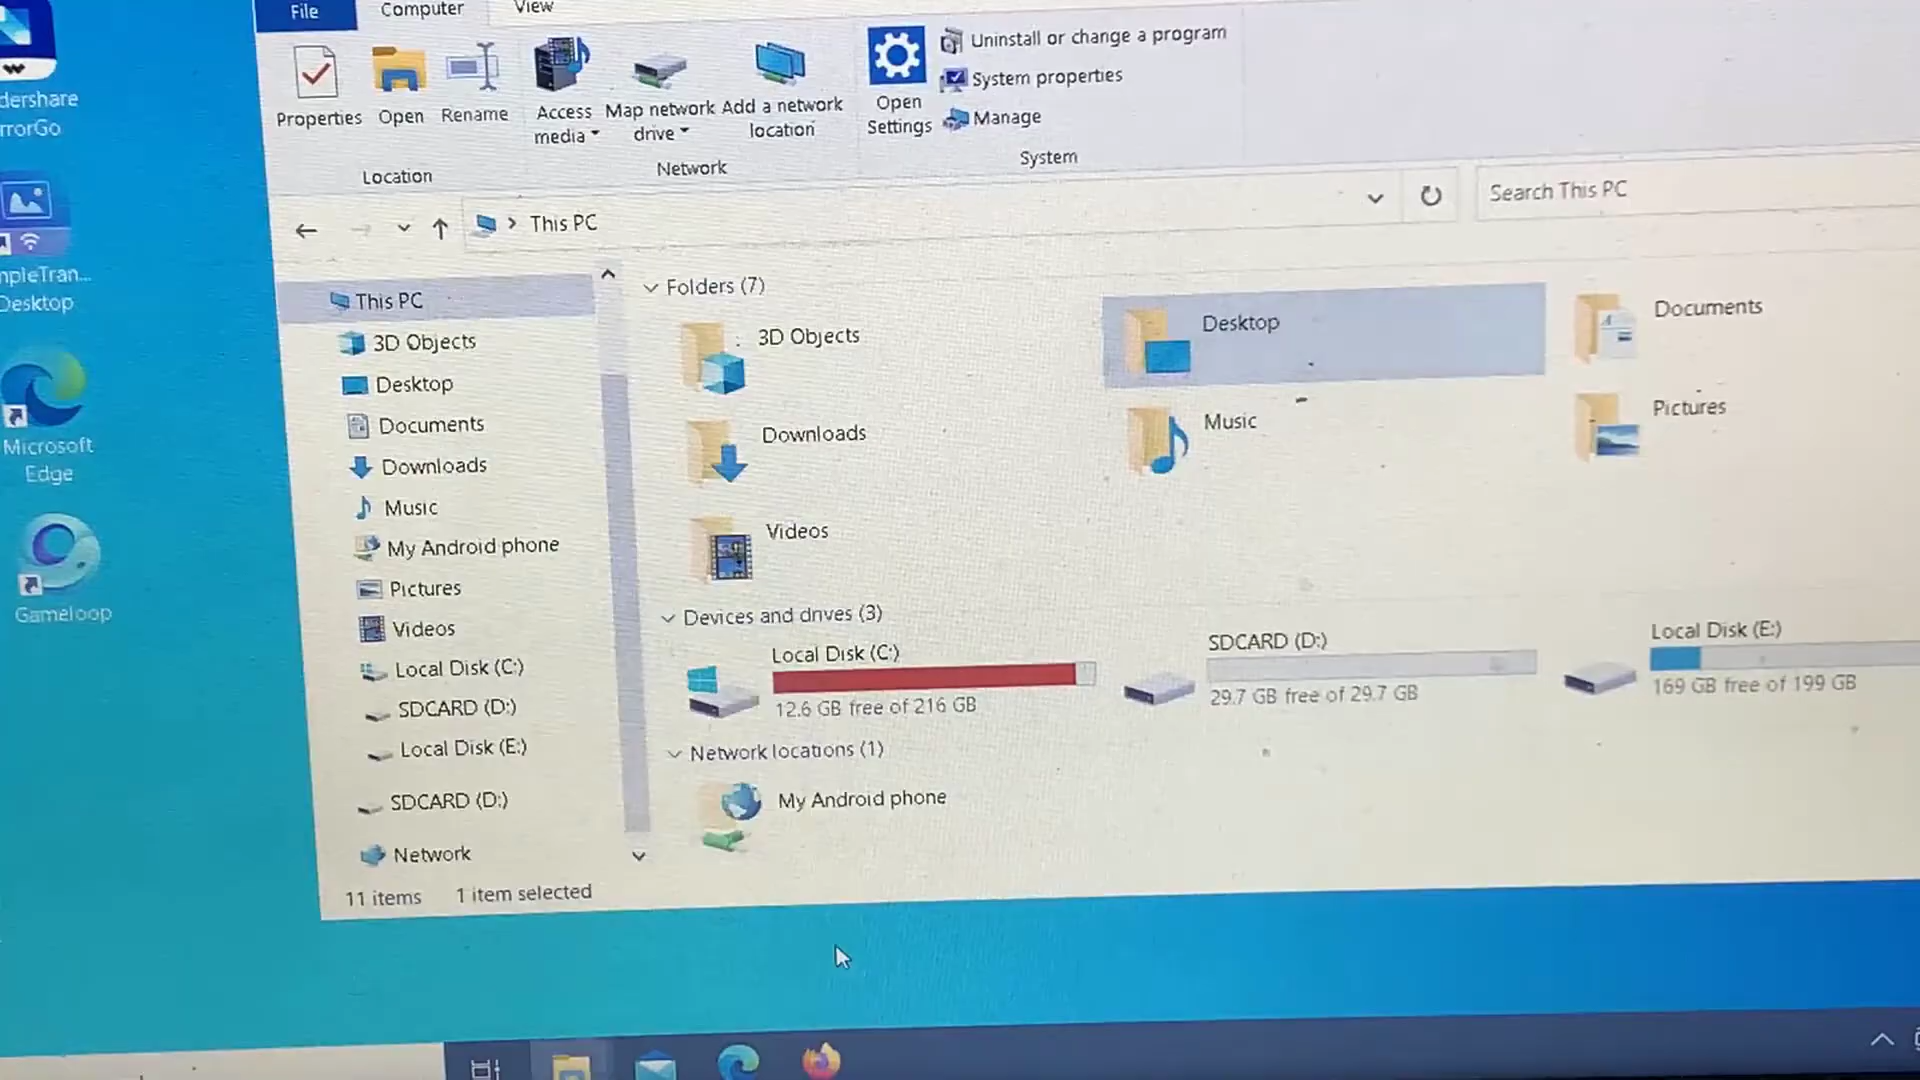 File
Computer
View
Properties
Open
Rename
Access
media
Map network
drive
Add a network
location
Open
Settings
Uninstall or change a program
System properties
Manage
Location
Network
System
This PC
Search This PC
This PC
3D Objects
Desktop
Documents
Downloads
Music
My Android phone
Pictures
Videos
Local Disk (C:)
SDCARD (D:)
Local Disk (E:)
SDCARD (D:)
Network
Folders (7)
3D Objects
Desktop
Documents
Downloads
Music
Pictures
Videos
Devices and drives (3)
Local Disk (C:)
12.6 GB free of 216 GB
SDCARD (D:)
29.7 GB free of 29.7 GB
Local Disk (E:)
169 GB free of 199 GB
Network locations (1)
My Android phone
11 items
1 item selected
dershare
rrorGo
npleTran...
Desktop
Microsoft
Edge
Gameloop